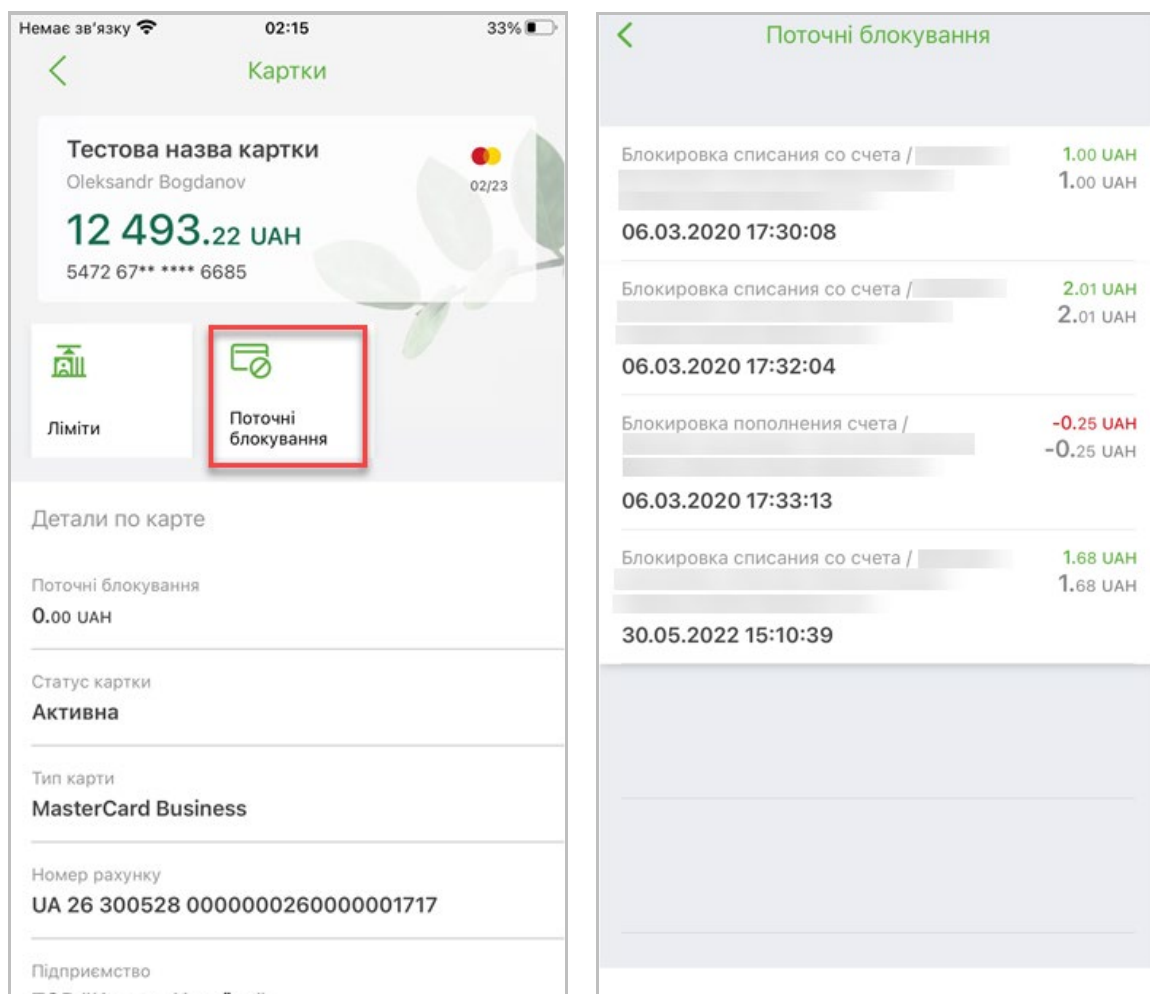 Немає зв'язку 02:15 33%
Картки
Тестова назва картки
Oleksandr Bogdanov
02/23
12 493.22 UAH
5472 67** **** 6685
Ліміти
Поточні
блокування
Детали по карте
Поточні блокування
0.00 UAH
Статус картки
Активна
Тип карти
MasterCard Business
Номер рахунку
UA 26 300528 0000000260000001717
Підприємство
Поточні блокування
Блокировка списания со счета / 1.00 UAH
1.00 UAH
06.03.2020 17:30:08
Блокировка списания со счета / 2.01 UAH
2.01 UAH
06.03.2020 17:32:04
Блокировка пополнения счета / -0.25 UAH
-0.25 UAH
06.03.2020 17:33:13
Блокировка списания со счета / 1.68 UAH
1.68 UAH
30.05.2022 15:10:39